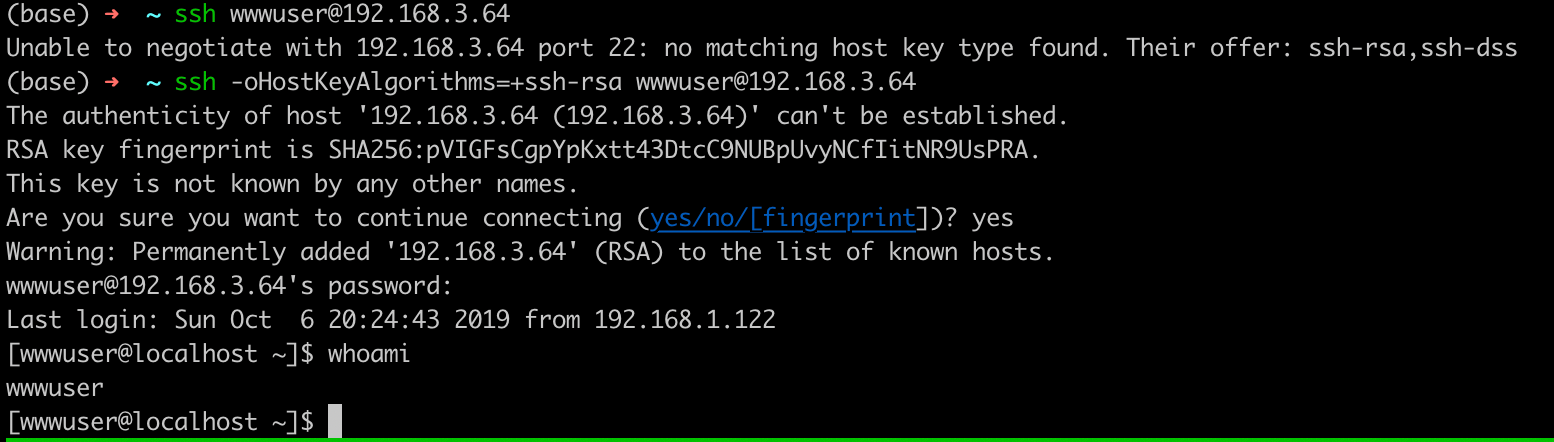 (base) ➜  ~ ssh wwwuser@192.168.3.64
Unable to negotiate with 192.168.3.64 port 22: no matching host key type found. Their offer: ssh-rsa,ssh-dss
(base) ➜  ~ ssh -oHostKeyAlgorithms=+ssh-rsa wwwuser@192.168.3.64
The authenticity of host '192.168.3.64 (192.168.3.64)' can't be established.
RSA key fingerprint is SHA256:pVIGFsCgpYpKxtt43DtcC9NUBpUvyNCfIitNR9UsPRA.
This key is not known by any other names.
Are you sure you want to continue connecting (yes/no/[fingerprint])? yes
Warning: Permanently added '192.168.3.64' (RSA) to the list of known hosts.
wwwuser@192.168.3.64's password:
Last login: Sun Oct  6 20:24:43 2019 from 192.168.1.122
[wwwuser@localhost ~]$ whoami
wwwuser
[wwwuser@localhost ~]$